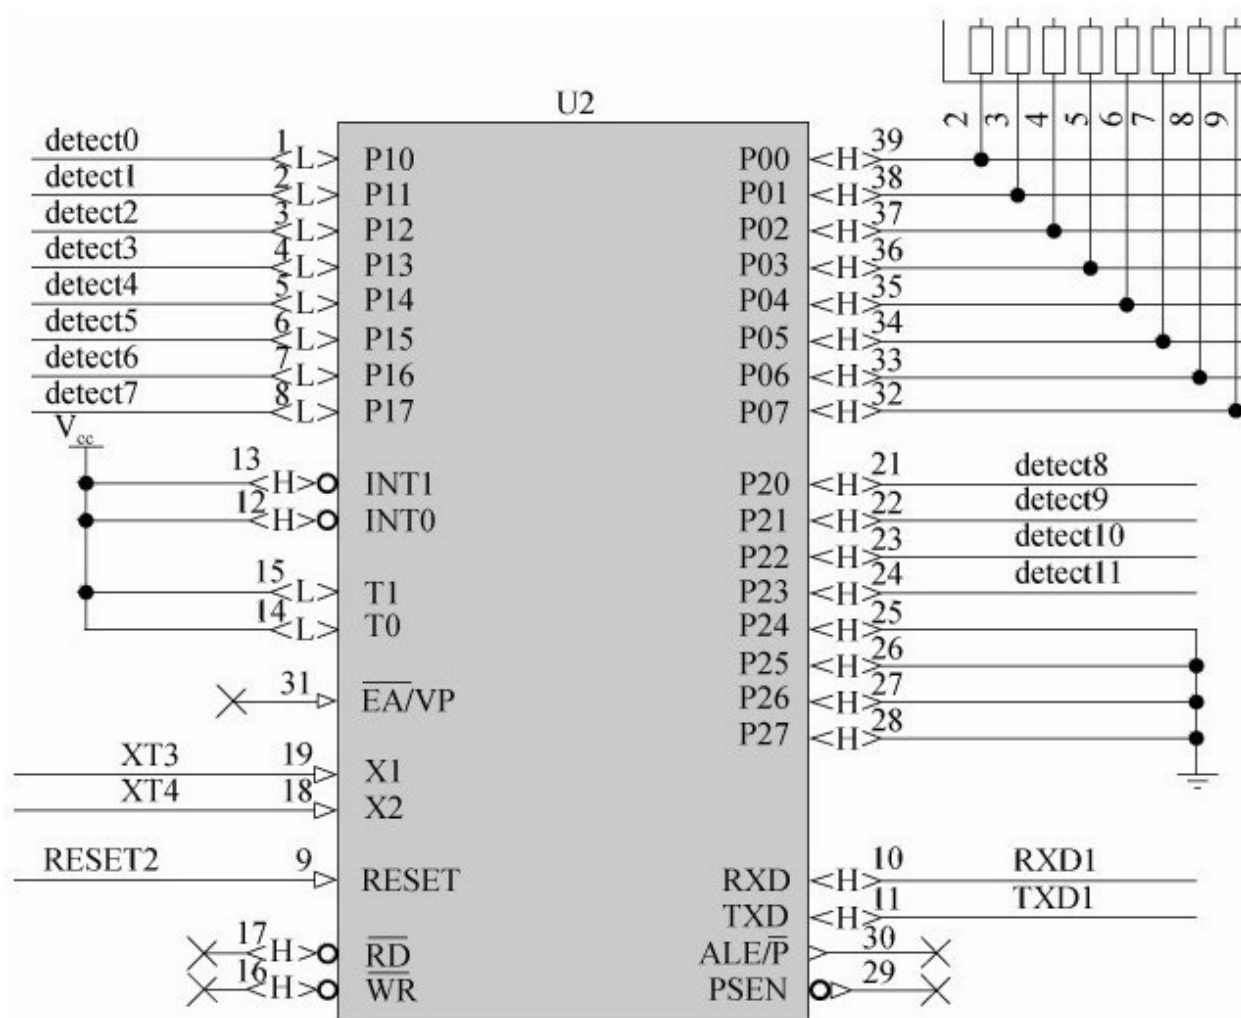 U2
2 3 4 5 6 7 8 9
detect0 1 L P10 P00 H 39
detect1 2 L P11 P01 H 38
detect2 3 L P12 P02 H 37
detect3 4 L P13 P03 H 36
detect4 5 L P14 P04 H 35
detect5 6 L P15 P05 H 34
detect6 7 L P16 P06 H 33
detect7 8 L P17 P07 H 32
Vcc
13 H INT1 P20 H 21 detect8
12 H INT0 P21 H 22 detect9
P22 H 23 detect10
15 L T1 P23 H 24 detect11
14 L T0 P24 H 25
P25 H 26
31 EA/VP P26 H 27
P27 H 28
XT3 19 X1
XT4 18 X2
RESET2 9 RESET RXD H 10 RXD1
TXD H 11 TXD1
17 H RD ALE/P 30
16 H WR PSEN 29